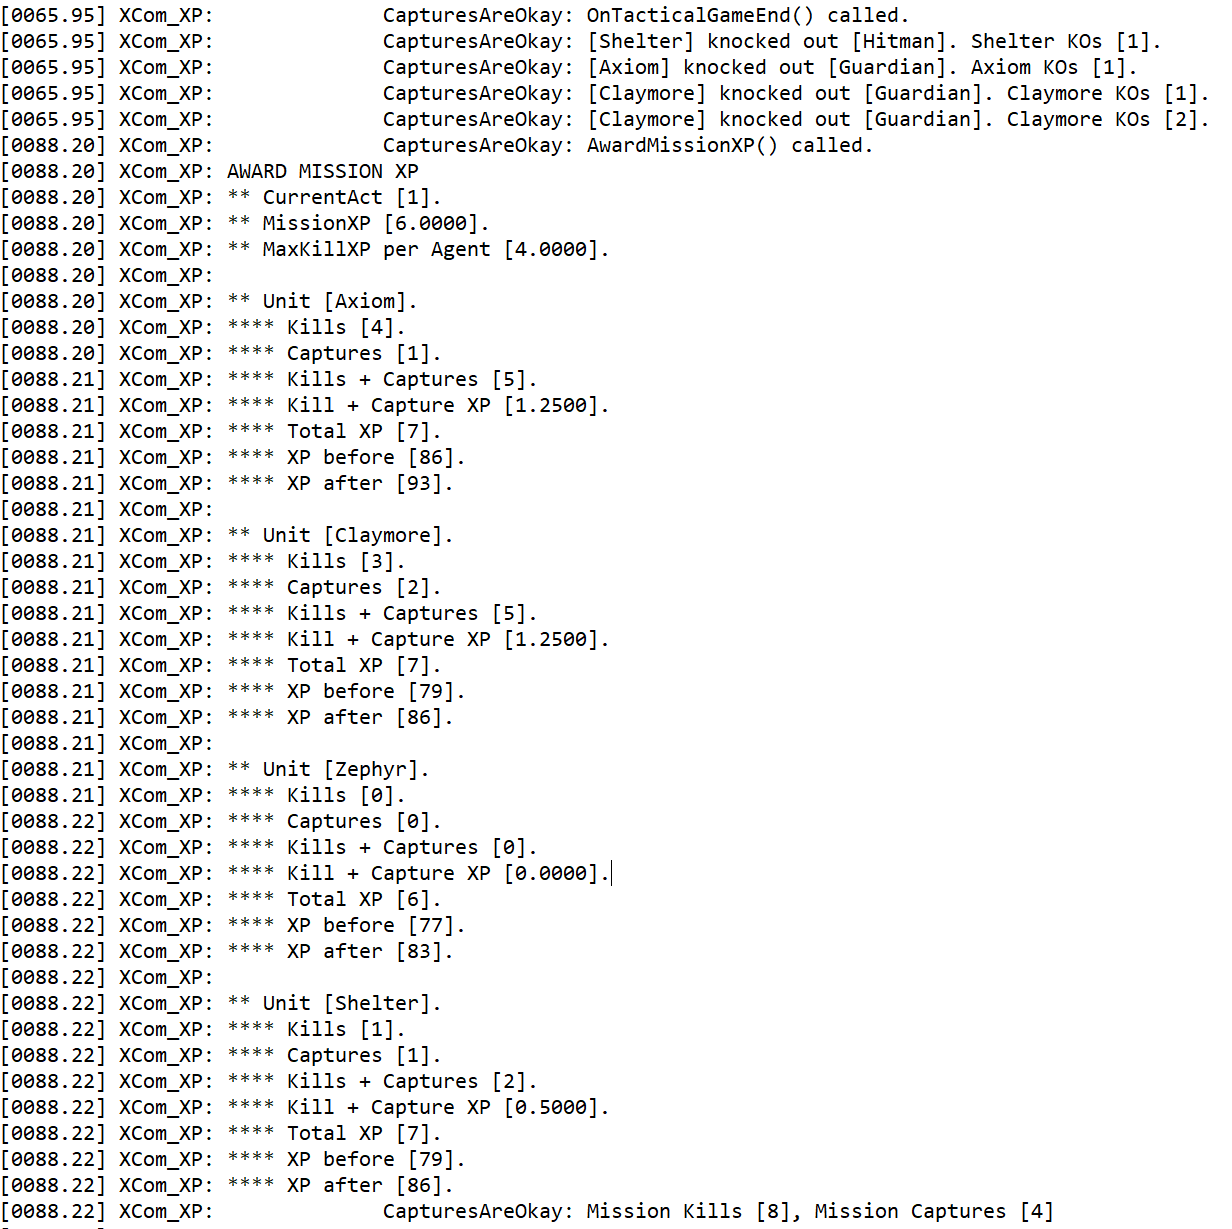 [0065.95] XCom_XP:              CapturesAreOkay: OnTacticalGameEnd() called.
[0065.95] XCom_XP:              CapturesAreOkay: [Shelter] knocked out [Hitman]. Shelter KOs [1].
[0065.95] XCom_XP:              CapturesAreOkay: [Axiom] knocked out [Guardian]. Axiom KOs [1].
[0065.95] XCom_XP:              CapturesAreOkay: [Claymore] knocked out [Guardian]. Claymore KOs [1].
[0065.95] XCom_XP:              CapturesAreOkay: [Claymore] knocked out [Guardian]. Claymore KOs [2].
[0088.20] XCom_XP:              CapturesAreOkay: AwardMissionXP() called.
[0088.20] XCom_XP: AWARD MISSION XP
[0088.20] XCom_XP: ** CurrentAct [1].
[0088.20] XCom_XP: ** MissionXP [6.0000].
[0088.20] XCom_XP: ** MaxKillXP per Agent [4.0000].
[0088.20] XCom_XP:
[0088.20] XCom_XP: ** Unit [Axiom].
[0088.20] XCom_XP: **** Kills [4].
[0088.20] XCom_XP: **** Captures [1].
[0088.21] XCom_XP: **** Kills + Captures [5].
[0088.21] XCom_XP: **** Kill + Capture XP [1.2500].
[0088.21] XCom_XP: **** Total XP [7].
[0088.21] XCom_XP: **** XP before [86].
[0088.21] XCom_XP: **** XP after [93].
[0088.21] XCom_XP:
[0088.21] XCom_XP: ** Unit [Claymore].
[0088.21] XCom_XP: **** Kills [3].
[0088.21] XCom_XP: **** Captures [2].
[0088.21] XCom_XP: **** Kills + Captures [5].
[0088.21] XCom_XP: **** Kill + Capture XP [1.2500].
[0088.21] XCom_XP: **** Total XP [7].
[0088.21] XCom_XP: **** XP before [79].
[0088.21] XCom_XP: **** XP after [86].
[0088.21] XCom_XP:
[0088.21] XCom_XP: ** Unit [Zephyr].
[0088.21] XCom_XP: **** Kills [0].
[0088.22] XCom_XP: **** Captures [0].
[0088.22] XCom_XP: **** Kills + Captures [0].
[0088.22] XCom_XP: **** Kill + Capture XP [0.0000].
[0088.22] XCom_XP: **** Total XP [6].
[0088.22] XCom_XP: **** XP before [77].
[0088.22] XCom_XP: **** XP after [83].
[0088.22] XCom_XP:
[0088.22] XCom_XP: ** Unit [Shelter].
[0088.22] XCom_XP: **** Kills [1].
[0088.22] XCom_XP: **** Captures [1].
[0088.22] XCom_XP: **** Kills + Captures [2].
[0088.22] XCom_XP: **** Kill + Capture XP [0.5000].
[0088.22] XCom_XP: **** Total XP [7].
[0088.22] XCom_XP: **** XP before [79].
[0088.22] XCom_XP: **** XP after [86].
[0088.22] XCom_XP:              CapturesAreOkay: Mission Kills [8], Mission Captures [4]